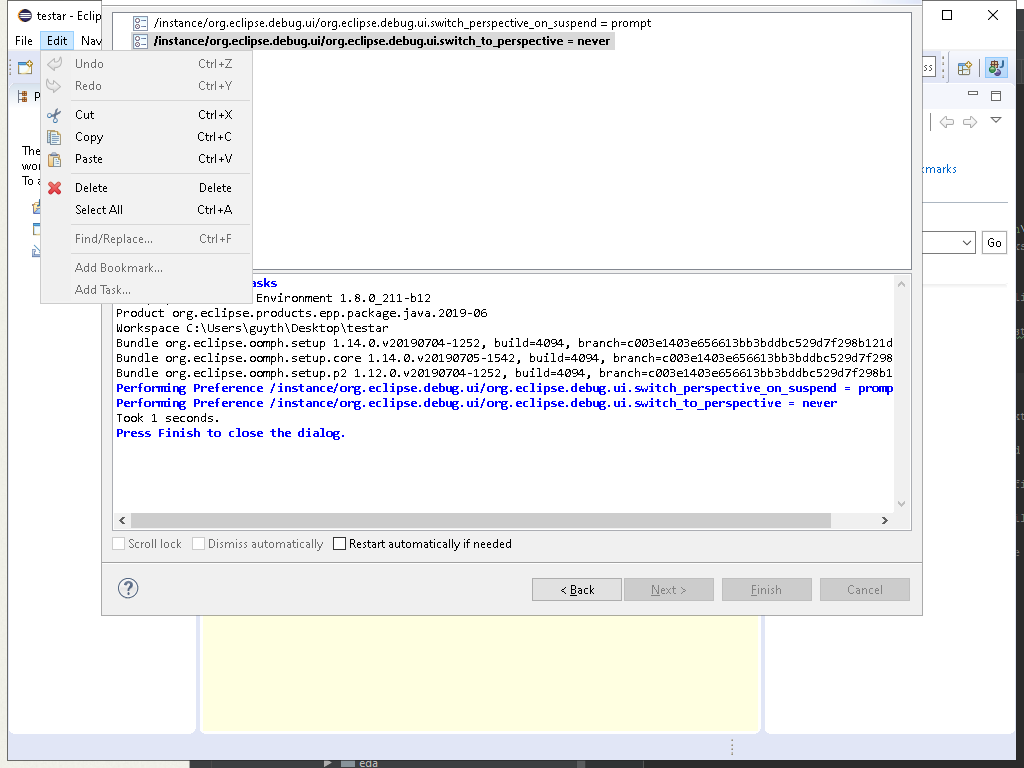 testar - Eclip
/instance/org.eclipse.debug.ui/org.eclipse.debug.ui.switch_perspective_on_suspend = prompt
/instance/org.eclipse.debug.ui/org.eclipse.debug.ui.switch_to_perspective = never
File Edit Nav
Undo Ctrl+Z
Redo Ctrl+Y
Cut Ctrl+X
Copy Ctrl+C
Paste Ctrl+V
Delete Delete
Select All Ctrl+A
Find/Replace... Ctrl+F
Add Bookmark...
Add Task...
ss
P
The
wor
To a
marks
Go
asks
Environment 1.8.0_211-b12
Product org.eclipse.products.epp.package.java.2019-06
Workspace C:\Users\guyth\Desktop\testar
Bundle org.eclipse.oomph.setup 1.14.0.v20190704-1252, build=4094, branch=c003e1403e656613bb3bddbc529d7f298b121d
Bundle org.eclipse.oomph.setup.core 1.14.0.v20190705-1542, build=4094, branch=c003e1403e656613bb3bddbc529d7f298
Bundle org.eclipse.oomph.setup.p2 1.12.0.v20190704-1252, build=4094, branch=c003e1403e656613bb3bddbc529d7f298b1
Performing Preference /instance/org.eclipse.debug.ui/org.eclipse.debug.ui.switch_perspective_on_suspend = promp
Performing Preference /instance/org.eclipse.debug.ui/org.eclipse.debug.ui.switch_to_perspective = never
Took 1 seconds.
Press Finish to close the dialog.
Scroll lock Dismiss automatically Restart automatically if needed
? < Back Next > Finish Cancel
eda